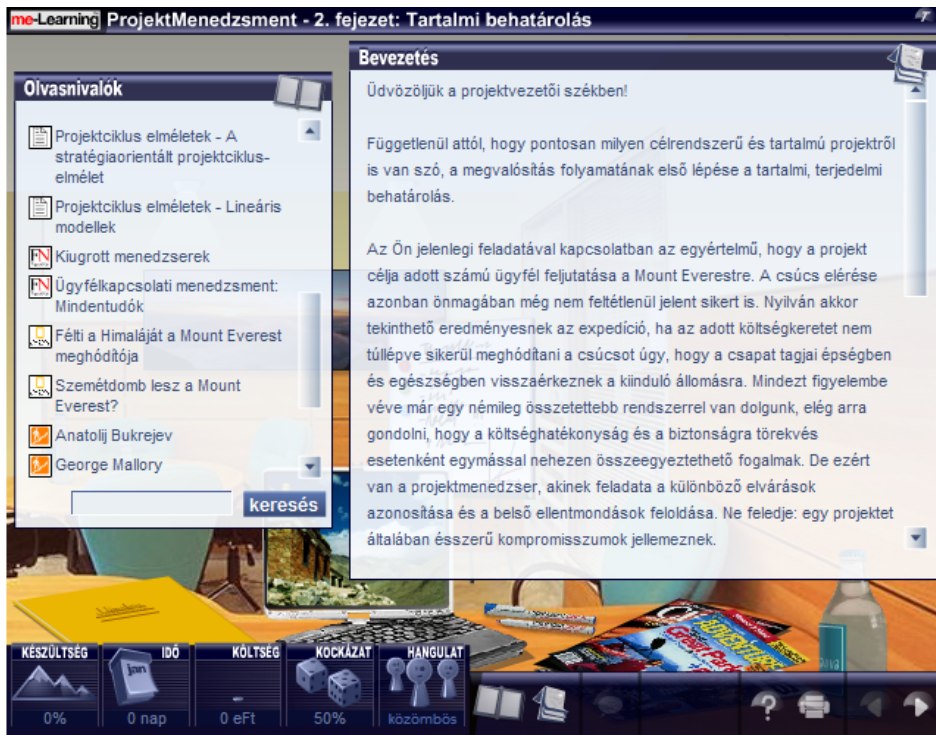 me-Learning ProjektMenedzsment - 2. fejezet: Tartalmi behatárolás
Olvasnivalók
Projektciklus elméletek - A
stratégiaorientált projektciklus-
elmélet
Projektciklus elméletek - Lineáris
modellek
Kiugrott menedzserek
Ügyfélkapcsolati menedzsment:
Mindentudók
Félti a Himaláját a Mount Everest
meghódítója
Szemétdomb lesz a Mount
Everest?
Anatolij Bukrejev
George Mallory
keresés
Bevezetés
Üdvözöljük a projektvezetői székben!
Függetlenül attól, hogy pontosan milyen célrendszerű és tartalmú projektről
is van szó, a megvalósítás folyamatának első lépése a tartalmi, terjedelmi
behatárolás.
Az Ön jelenlegi feladatával kapcsolatban az egyértelmű, hogy a projekt
célja adott számú ügyfél feljutatása a Mount Everestre. A csúcs elérése
azonban önmagában még nem feltétlenül jelent sikert is. Nyilván akkor
tekinthető eredményesnek az expedíció, ha az adott költségkeretet nem
túllépve sikerül meghódítani a csúcsot úgy, hogy a csapat tagjai épségben
és egészségben visszaérkeznek a kiinduló állomásra. Mindezt figyelembe
véve már egy némileg összetettebb rendszerrel van dolgunk, elég arra
gondolni, hogy a költséghatékonyság és a biztonságra törekvés
esetenként egymással nehezen összeegyeztethető fogalmak. De ezért
van a projektmenedzser, akinek feladata a különböző elvárások
azonosítása és a belső ellentmondások feloldása. Ne feledje: egy projektet
általában ésszerű kompromisszumok jellemeznek.
ADVENTURE
KÉSZÜLTSÉG IDŐ KÖLTSÉG KOCKÁZAT HANGULAT
jan
0% 0 nap 0 eFt 50% közömbös